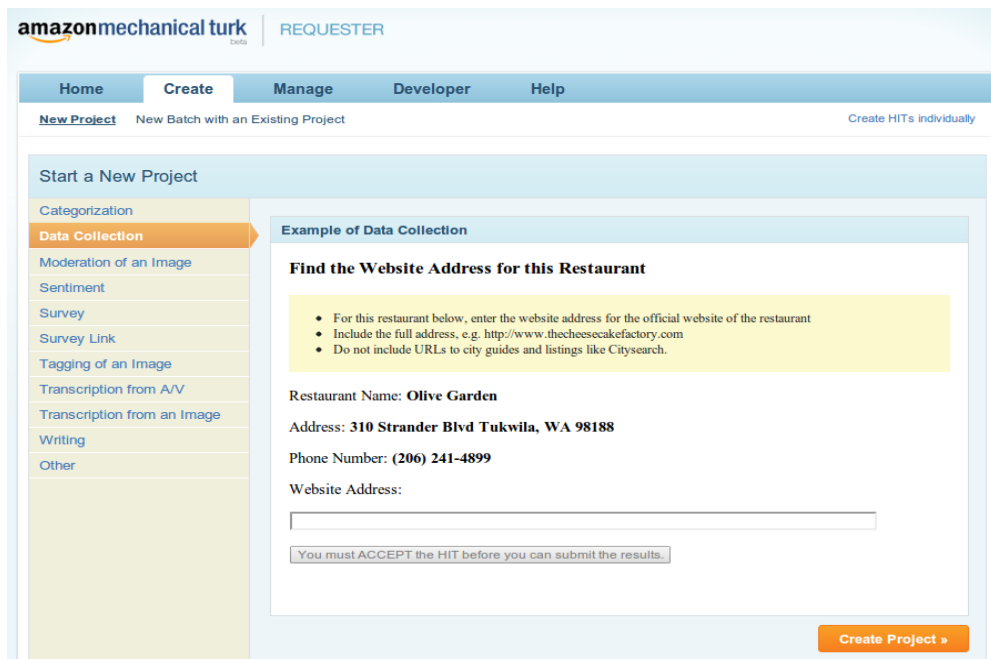 amazonmechanical turk
beta
REQUESTER
Home Create Manage Developer Help
New Project New Batch with an Existing Project Create HITs individually
Start a New Project
Categorization
Data Collection
Moderation of an Image
Sentiment
Survey
Survey Link
Tagging of an Image
Transcription from A/V
Transcription from an Image
Writing
Other
Example of Data Collection
Find the Website Address for this Restaurant
• For this restaurant below, enter the website address for the official website of the restaurant
• Include the full address, e.g. http://www.thecheesecakefactory.com
• Do not include URLs to city guides and listings like Citysearch.
Restaurant Name: Olive Garden
Address: 310 Strander Blvd Tukwila, WA 98188
Phone Number: (206) 241-4899
Website Address:
You must ACCEPT the HIT before you can submit the results.
Create Project »